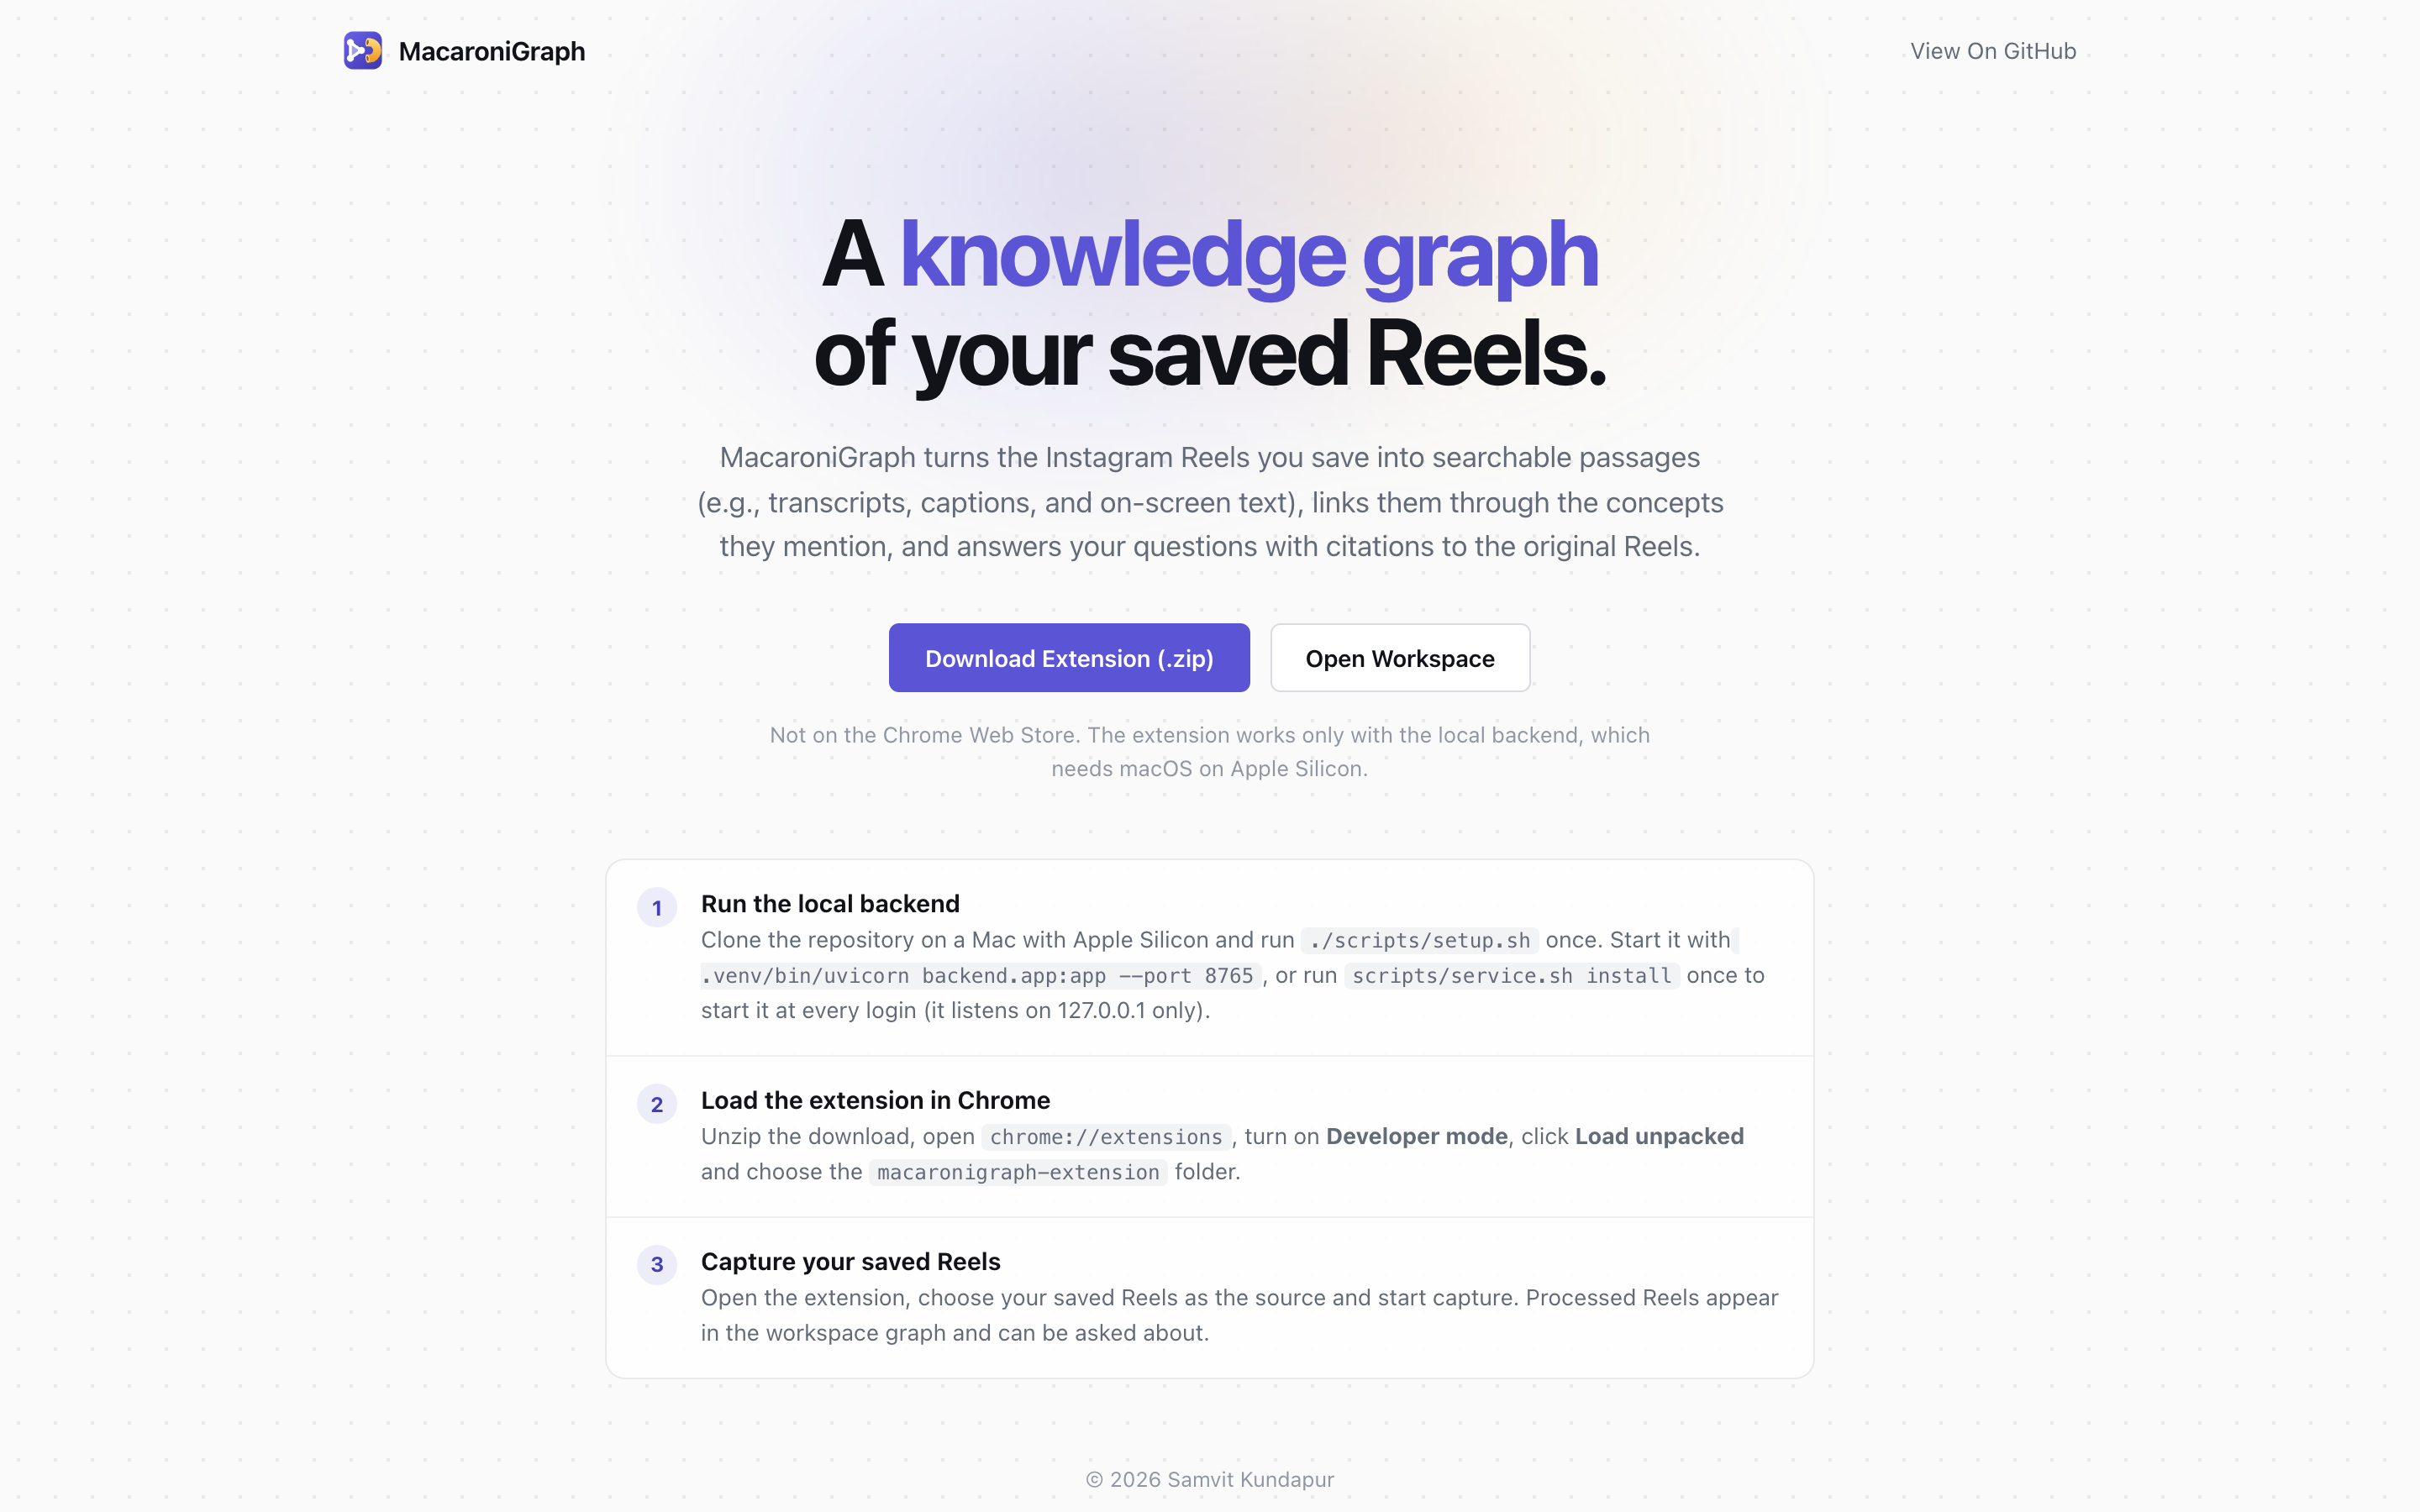 MacaroniGraph
View On GitHub
A knowledge graph
of your saved Reels.
MacaroniGraph turns the Instagram Reels you save into searchable passages
(e.g., transcripts, captions, and on-screen text), links them through the concepts
they mention, and answers your questions with citations to the original Reels.
Download Extension (.zip)
Open Workspace
Not on the Chrome Web Store. The extension works only with the local backend, which
needs macOS on Apple Silicon.
1
Run the local backend
Clone the repository on a Mac with Apple Silicon and run ./scripts/setup.sh once. Start it with
.venv/bin/uvicorn backend.app:app --port 8765, or run scripts/service.sh install once to
start it at every login (it listens on 127.0.0.1 only).
2
Load the extension in Chrome
Unzip the download, open chrome://extensions, turn on Developer mode, click Load unpacked
and choose the macaronigraph-extension folder.
3
Capture your saved Reels
Open the extension, choose your saved Reels as the source and start capture. Processed Reels appear
in the workspace graph and can be asked about.
© 2026 Samvit Kundapur